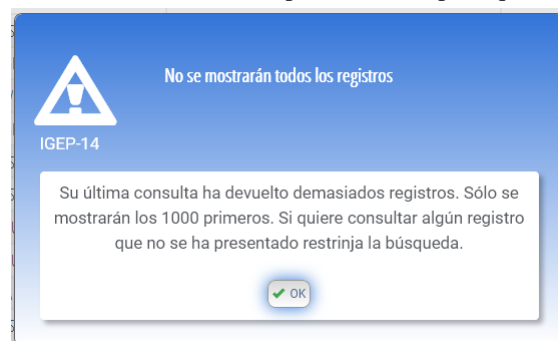 No se mostrarán todos los registros
IGEP-14
Su última consulta ha devuelto demasiados registros. Sólo se
mostrarán los 1000 primeros. Si quiere consultar algún registro
que no se ha presentado restrinja la búsqueda.
OK